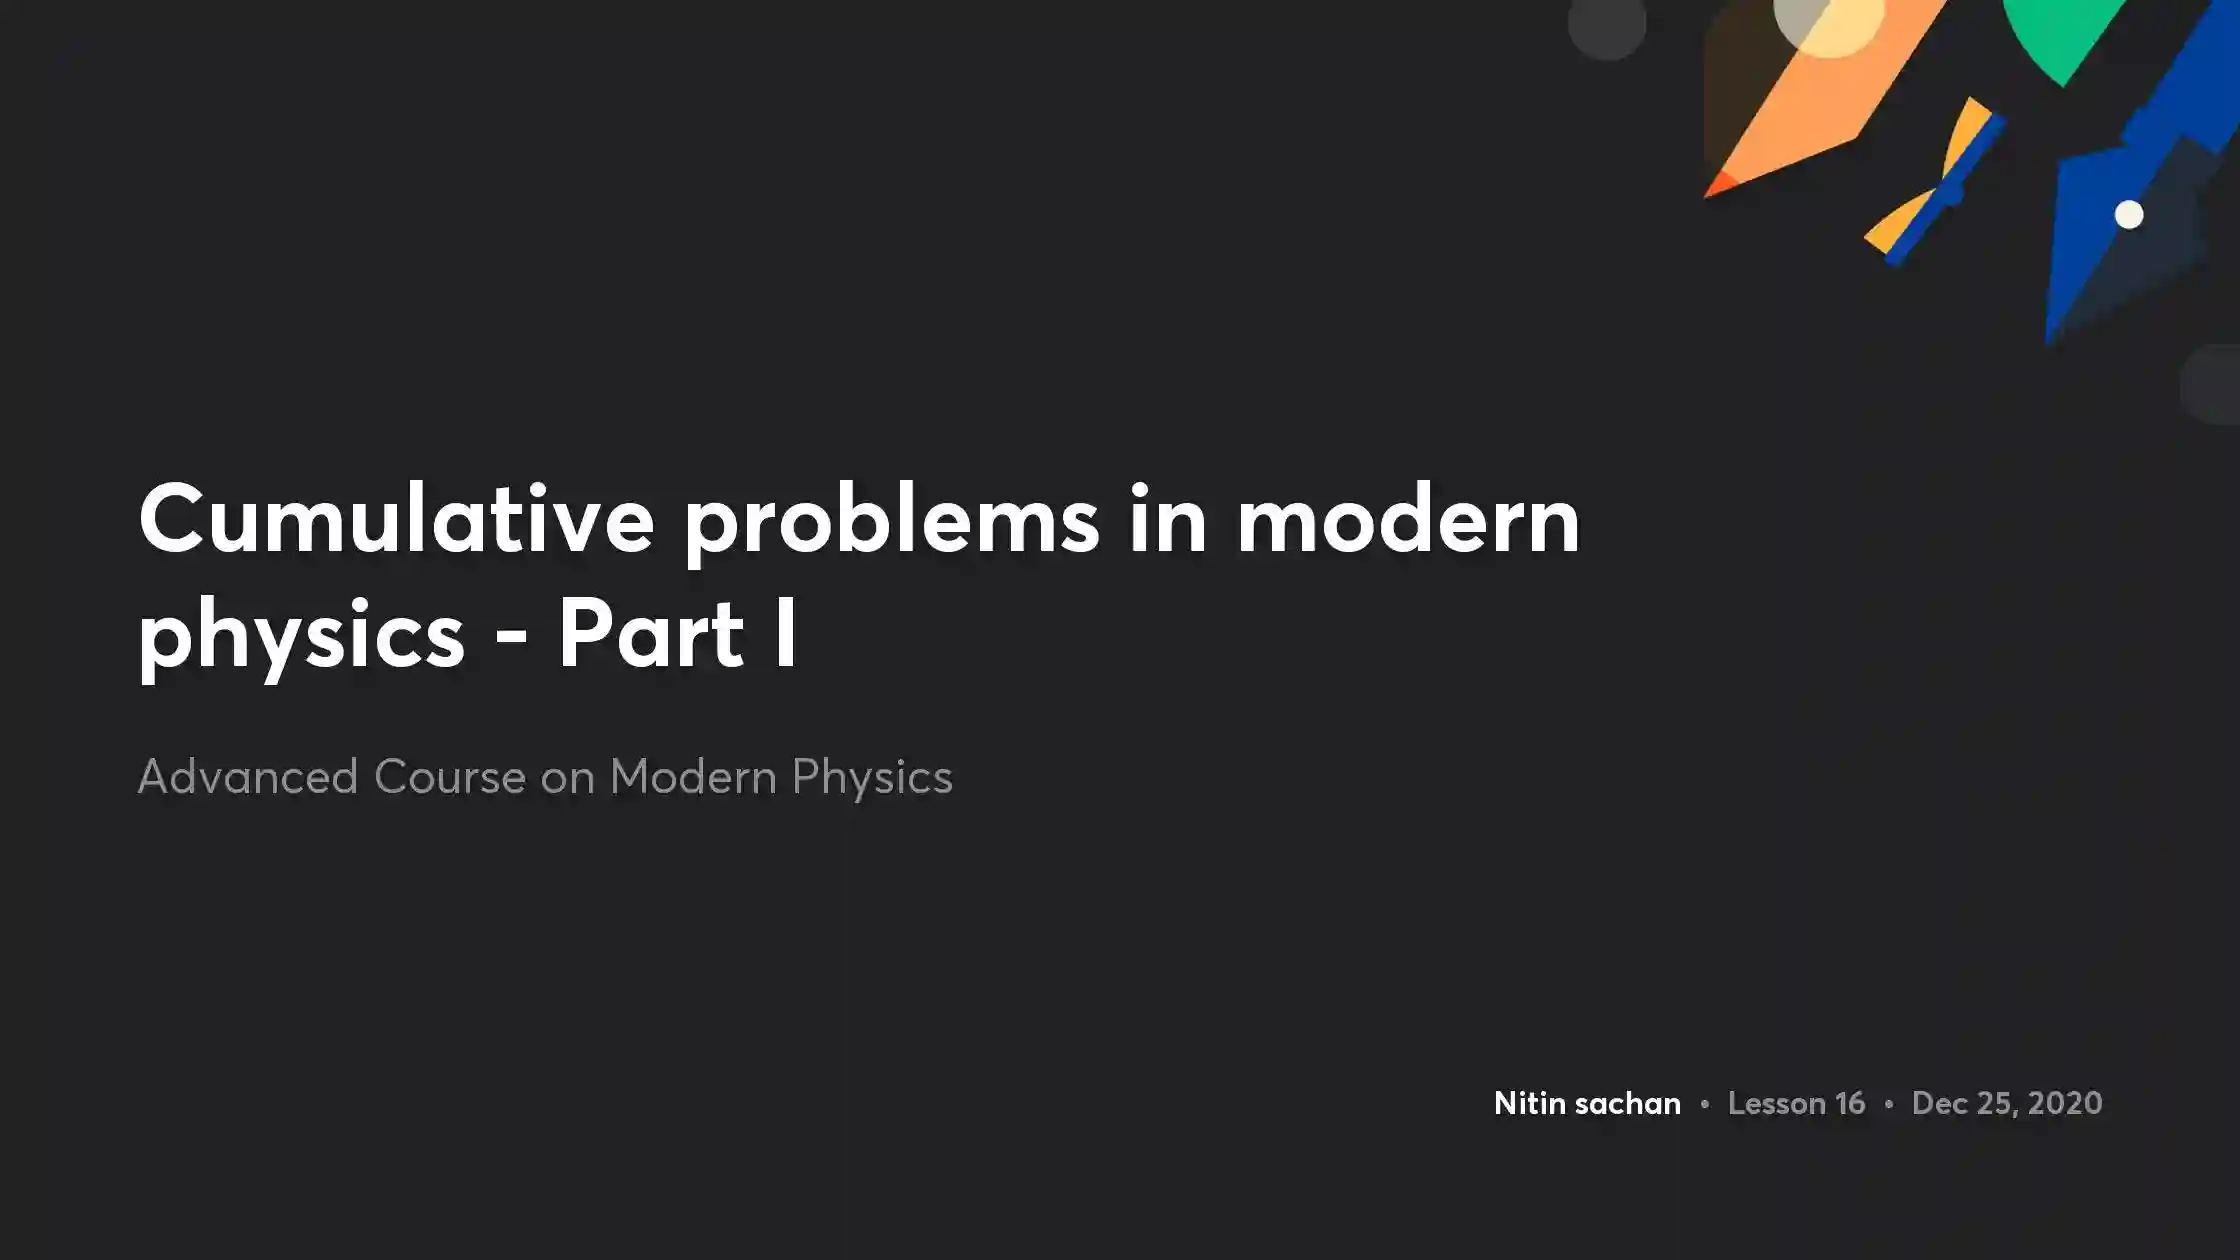 Cumulative problems in modern
physics - Part I
Advanced Course on Modern Physics
Nitin sachan • Lesson 16 • Dec 25, 2020